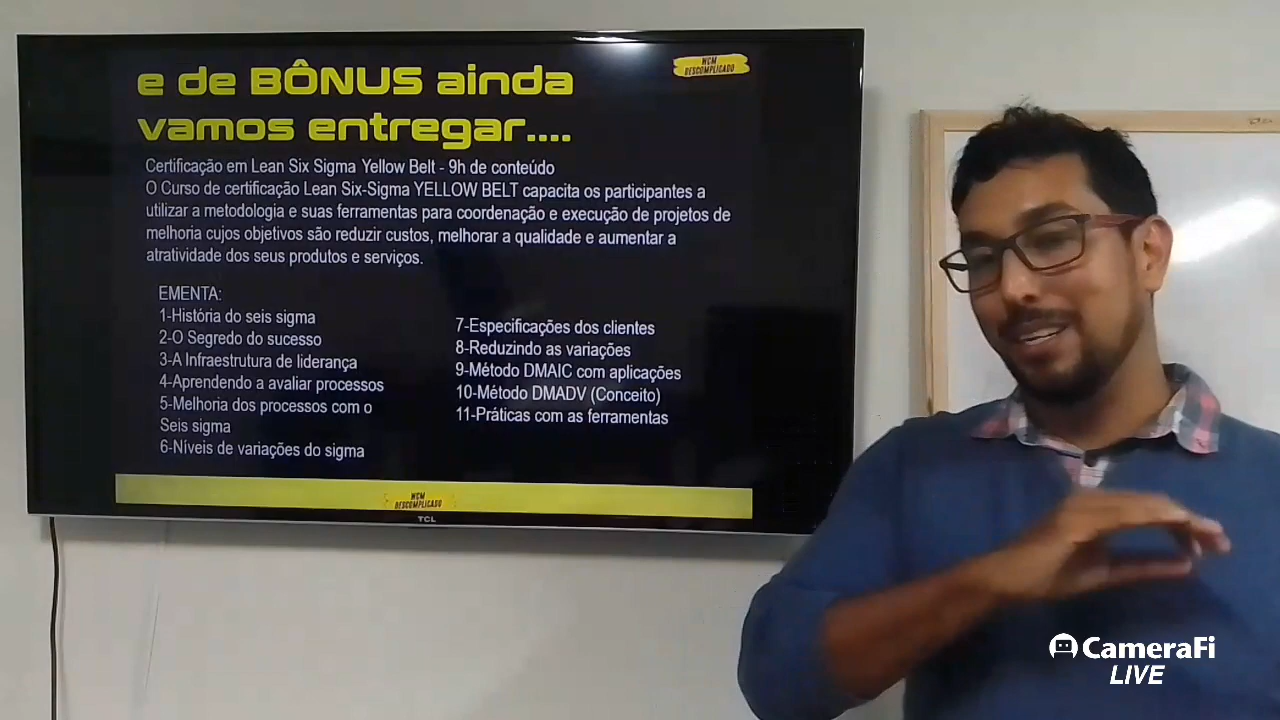 e de BÔNUS ainda
vamos entregar....
WCM
DESCOMPLICADO
Certificação em Lean Six Sigma Yellow Belt - 9h de conteúdo
O Curso de certificação Lean Six-Sigma YELLOW BELT capacita os participantes a
utilizar a metodologia e suas ferramentas para coordenação e execução de projetos de
melhoria cujos objetivos são reduzir custos, melhorar a qualidade e aumentar a
atratividade dos seus produtos e serviços.
EMENTA:
1-História do seis sigma
2-O Segredo do sucesso
3-A Infraestrutura de liderança
4-Aprendendo a avaliar processos
5-Melhoria dos processos com o
Seis sigma
6-Níveis de variações do sigma
7-Especificações dos clientes
8-Reduzindo as variações
9-Método DMAIC com aplicações
10-Método DMADV (Conceito)
11-Práticas com as ferramentas
WCM
DESCOMPLICADO
TCL
CameraFi
LIVE